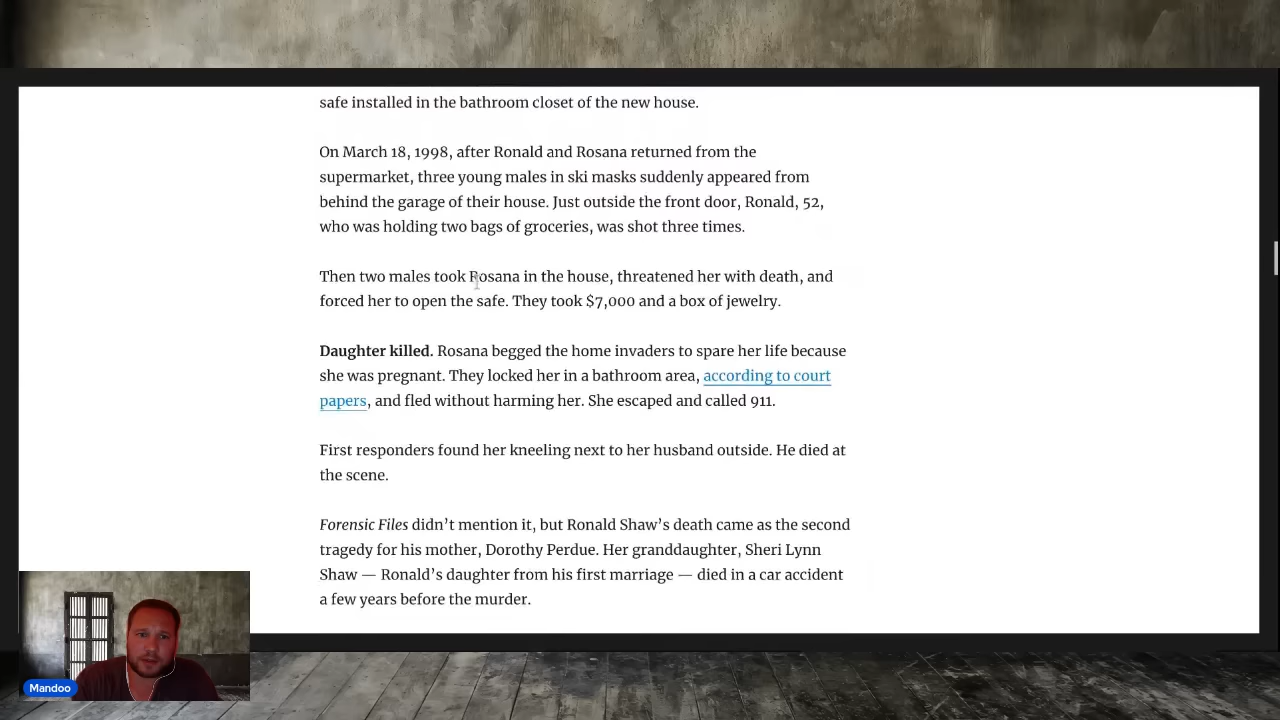 safe installed in the bathroom closet of the new house.
On March 18, 1998, after Ronald and Rosana returned from the
supermarket, three young males in ski masks suddenly appeared from
behind the garage of their house. Just outside the front door, Ronald, 52,
who was holding two bags of groceries, was shot three times.
Then two males took Rosana in the house, threatened her with death, and
forced her to open the safe. They took $7,000 and a box of jewelry.
Daughter killed. Rosana begged the home invaders to spare her life because
she was pregnant. They locked her in a bathroom area, according to court
papers, and fled without harming her. She escaped and called 911.
First responders found her kneeling next to her husband outside. He died at
the scene.
Forensic Files didn’t mention it, but Ronald Shaw’s death came as the second
tragedy for his mother, Dorothy Perdue. Her granddaughter, Sheri Lynn
Shaw — Ronald’s daughter from his first marriage — died in a car accident
a few years before the murder.
Mandoo